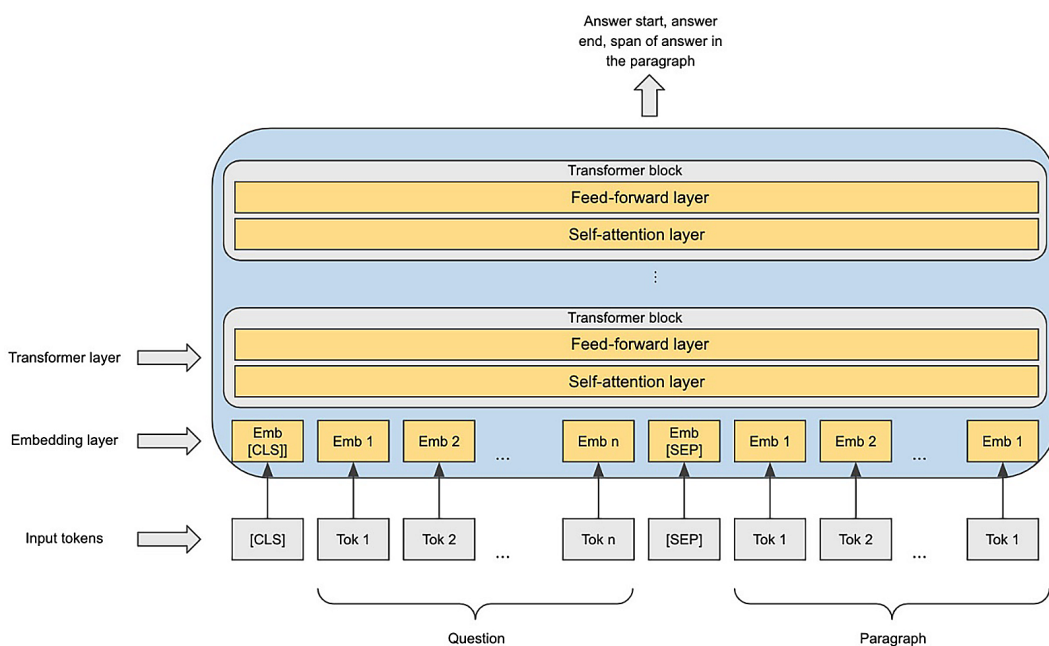 Answer start, answer
end, span of answer in
the paragraph
Transformer block
Feed-forward layer
Self-attention layer
⋮
Transformer block
Transformer layer
Feed-forward layer
Self-attention layer
Embedding layer
Emb
[CLS]]
Emb 1
Emb 2
...
Emb n
Emb
[SEP]
Emb 1
Emb 2
...
Emb 1
Input tokens
[CLS]
Tok 1
Tok 2
...
Tok n
[SEP]
Tok 1
Tok 2
...
Tok 1
Question
Paragraph